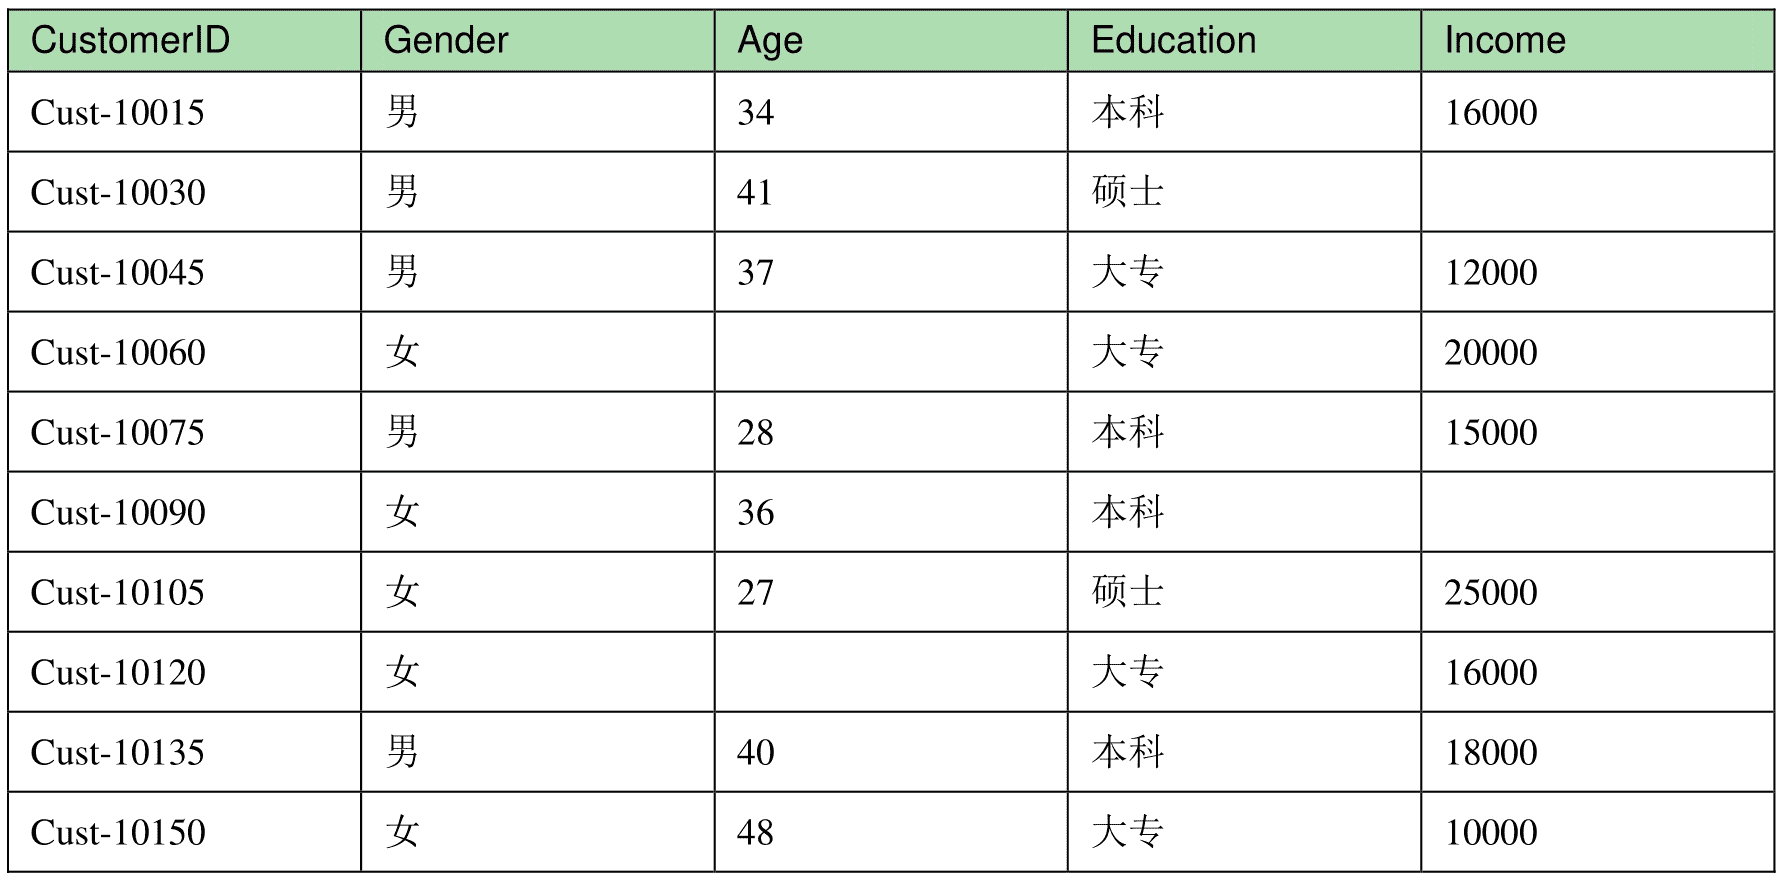 CustomerID Gender Age Education Income
Cust-10015 男 34 本科 16000
Cust-10030 男 41 硕士
Cust-10045 男 37 大专 12000
Cust-10060 女 大专 20000
Cust-10075 男 28 本科 15000
Cust-10090 女 36 本科
Cust-10105 女 27 硕士 25000
Cust-10120 女 大专 16000
Cust-10135 男 40 本科 18000
Cust-10150 女 48 大专 10000